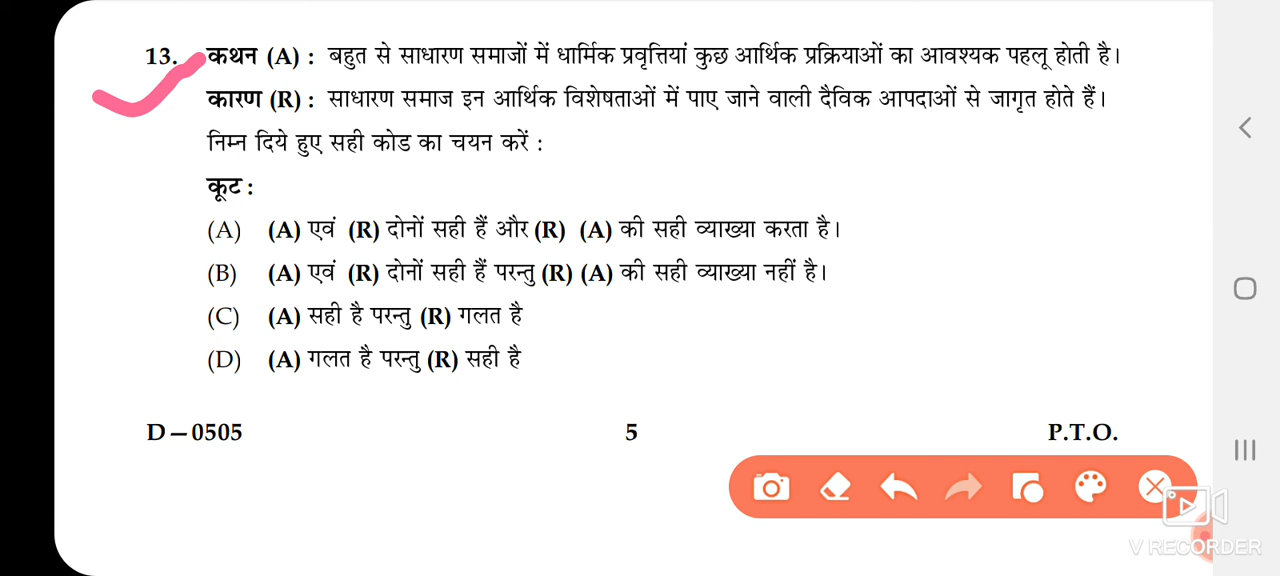 13. कथन (A) : बहुत से साधारण समाजों में धार्मिक प्रवृत्तियां कुछ आर्थिक प्रक्रियाओं का आवश्यक पहलू होती है।
कारण (R) : साधारण समाज इन आर्थिक विशेषताओं में पाए जाने वाली दैविक आपदाओं से जागृत होते हैं।
निम्न दिये हुए सही कोड का चयन करें :
कूट :
(A) (A) एवं (R) दोनों सही हैं और (R) (A) की सही व्याख्या करता है।
(B) (A) एवं (R) दोनों सही हैं परन्तु (R) (A) की सही व्याख्या नहीं है।
(C) (A) सही है परन्तु (R) गलत है
(D) (A) गलत है परन्तु (R) सही है
D – 0505 5 P.T.O.
V RECORDER